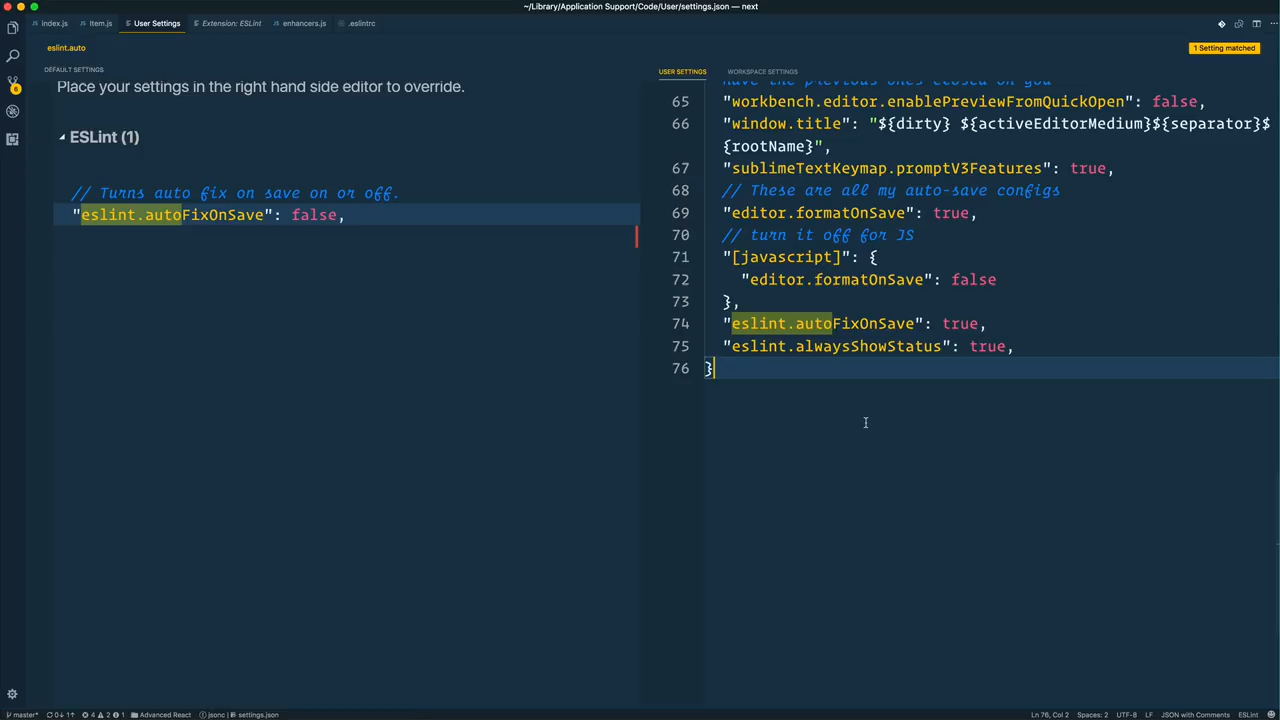 ~/Library/Application Support/Code/User/settings.json — next
index.js
Item.js
User Settings
Extension: ESLint
enhancers.js
.eslintrc
eslint.auto
1 Setting matched
DEFAULT SETTINGS
USER SETTINGS
WORKSPACE SETTINGS
Place your settings in the right hand side editor to override.
ESLint (1)
// Turns auto fix on save on or off.
"eslint.autoFixOnSave": false,
have the previous ones closed on you
65 "workbench.editor.enablePreviewFromQuickOpen": false,
66 "window.title": "${dirty} ${activeEditorMedium}${separator}$
{rootName}",
67 "sublimeTextKeymap.promptV3Features": true,
68 // These are all my auto-save configs
69 "editor.formatOnSave": true,
70 // turn it off for JS
71 "[javascript]": {
72 "editor.formatOnSave": false
73 },
74 "eslint.autoFixOnSave": true,
75 "eslint.alwaysShowStatus": true,
76 }
6
master* 0↓ 1↑ 4 2 1 Advanced React jsonc | settings.json
Ln 76, Col 2 Spaces: 2 UTF-8 LF JSON with Comments ESLint